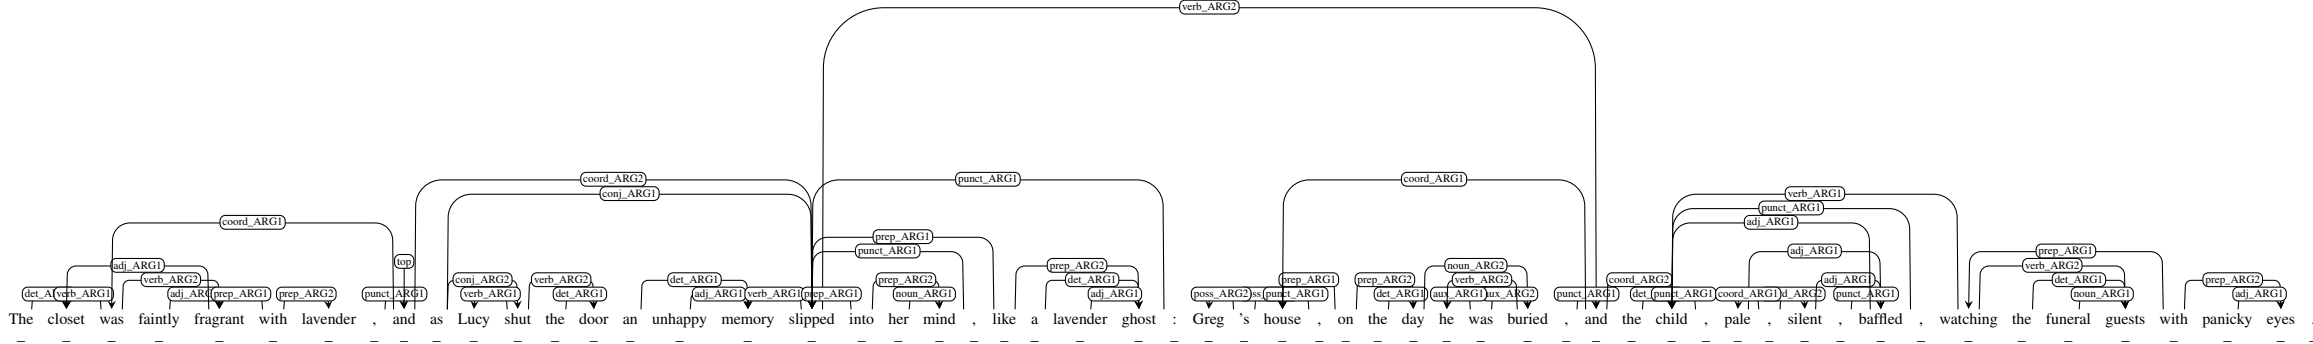 verb_ARG2
coord_ARG2 punct_ARG1 coord_ARG1
conj_ARG1 verb_ARG1
punct_ARG1
coord_ARG1 adj_ARG1
prep_ARG1
punct_ARG1 adj_ARG1 prep_ARG1
top
adj_ARG1 prep_ARG2 noun_ARG2 verb_ARG2
verb_ARG2 conj_ARG2 verb_ARG2 det_ARG1 prep_ARG2 det_ARG1 prep_ARG1 prep_ARG2 verb_ARG2 coord_ARG2 adj_ARG1 det_ARG1 prep_ARG2
verb_ARG1 prep_ARG1 prep_ARG2 punct_ARG1 verb_ARG1 det_ARG1 adj_ARG1 verb_ARG1 prep_ARG1 noun_ARG1 adj_ARG1 poss_ARG2 punct_ARG1 det_ARG1 punct_ARG1 punct_ARG1 coord_ARG1 punct_ARG1 noun_ARG1 adj_ARG1
The closet was faintly fragrant with lavender , and as Lucy shut the door an unhappy memory slipped into her mind , like a lavender ghost : Greg 's house , on the day he was buried , and the child , pale , silent , baffled , watching the funeral guests with panicky eyes .